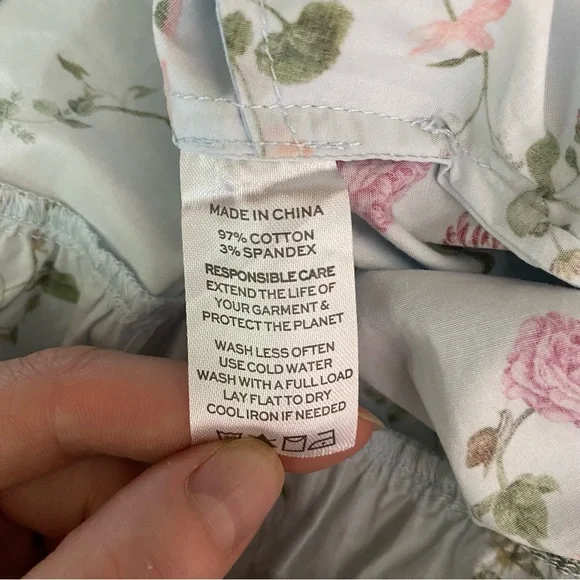 MADE IN CHINA
97% COTTON
3% SPANDEX
RESPONSIBLE CARE
EXTEND THE LIFE OF
YOUR GARMENT &
PROTECT THE PLANET
WASH LESS OFTEN
USE COLD WATER
WASH WITH A FULL LOAD
LAY FLAT TO DRY
COOL IRON IF NEEDED